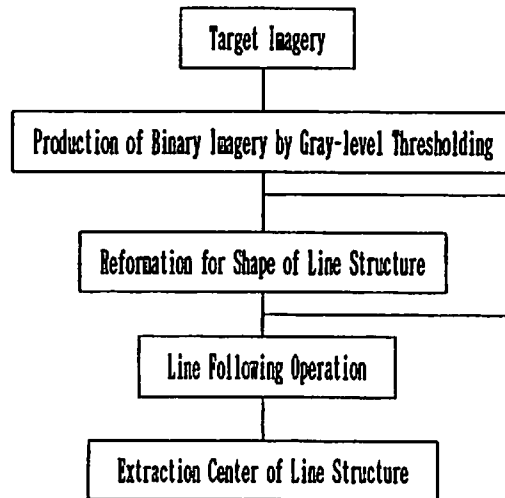 Target Imagery
Production of Binary Imagery by Gray-level Thresholding
Reformation for Shape of Line Structure
Line Following Operation
Extraction Center of Line Structure